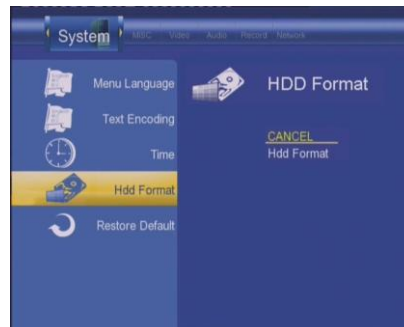 System MISC Video Audio Record Network
Menu Language
Text Encoding
Time
Hdd Format
Restore Default
HDD Format
CANCEL
Hdd Format